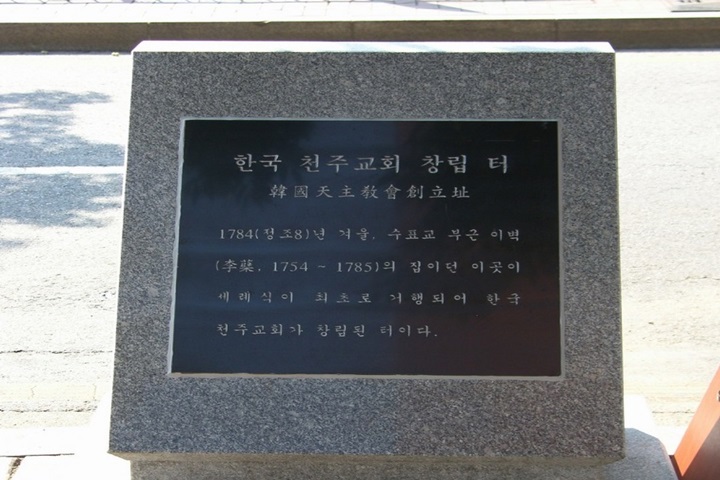 한국 천주교회 창립 터
韓國天主敎會創立址
1784(정조8)년 겨울, 수표교 부근 이벽
(李蘗, 1754 ~ 1785)의 집이던 이곳이
세례식이 최초로 거행되어 한국
천주교회가 창립된 터이다.